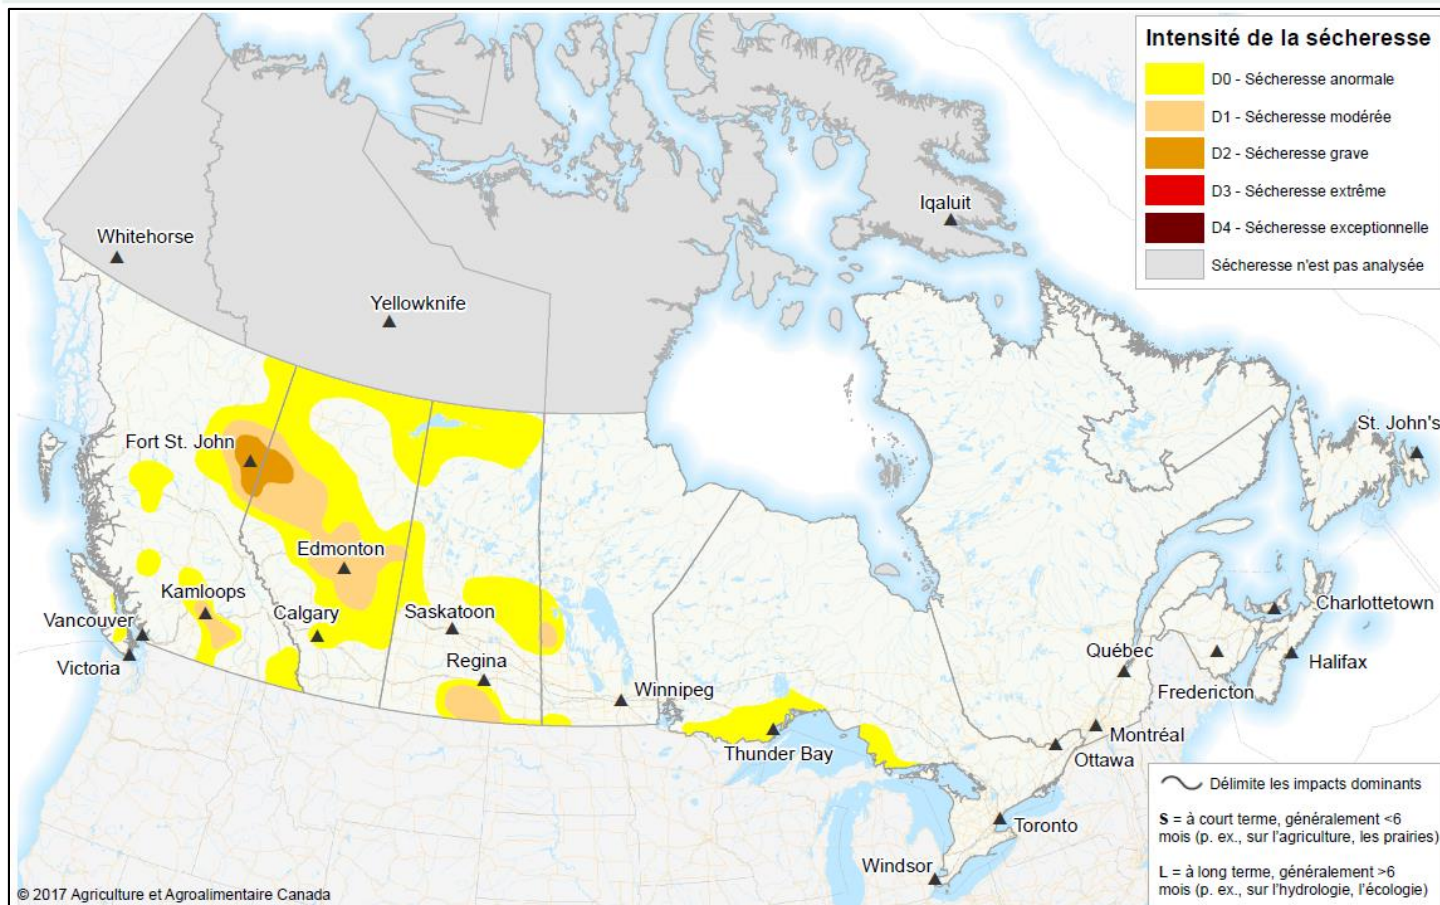 Intensité de la sécheresse
D0 - Sécheresse anormale
D1 - Sécheresse modérée
D2 - Sécheresse grave
D3 - Sécheresse extrême
D4 - Sécheresse exceptionnelle
Sécheresse n'est pas analysée
Iqaluit
Whitehorse
Yellowknife
St. John's
Fort St. John
Edmonton
Kamloops
Calgary
Saskatoon
Vancouver
Charlottetown
Victoria
Regina
Québec
Halifax
Winnipeg
Fredericton
Thunder Bay
Montréal
Ottawa
Toronto
Windsor
Délimite les impacts dominants
S = à court terme, généralement <6
mois (p. ex., sur l'agriculture, les prairies)
L = à long terme, généralement >6
mois (p. ex., sur l'hydrologie, l'écologie)
© 2017 Agriculture et Agroalimentaire Canada